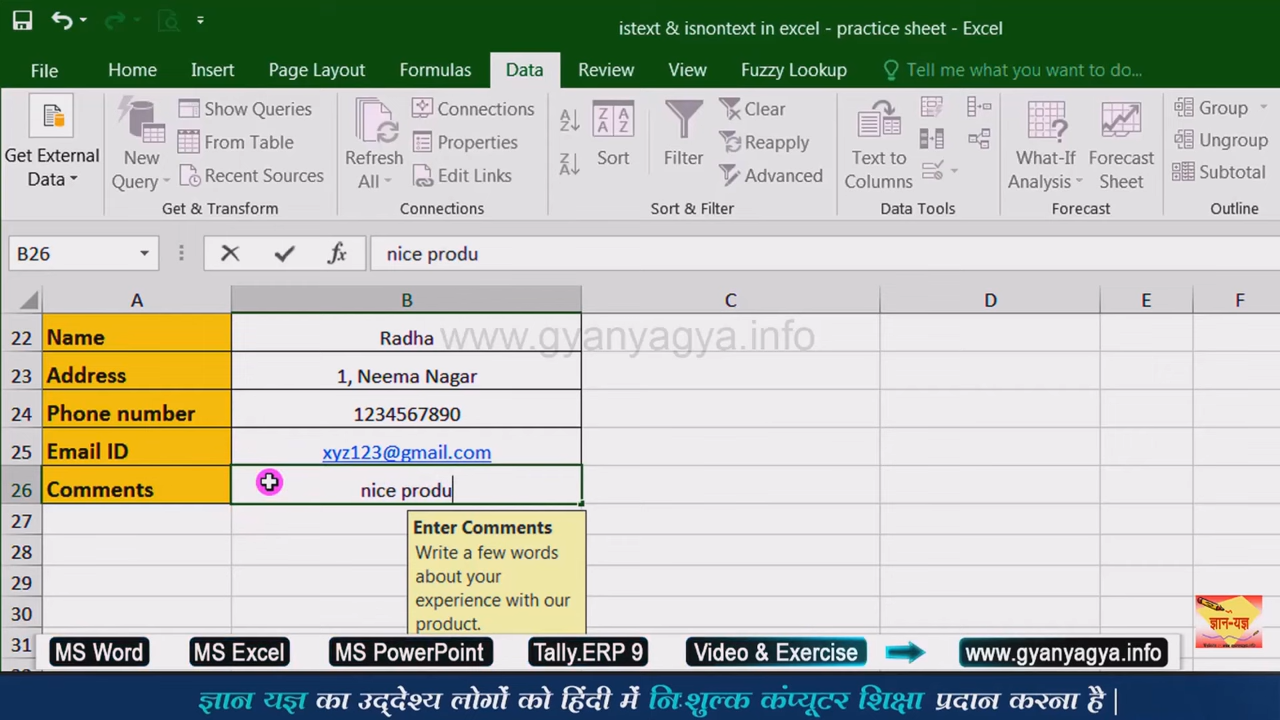 istext & isnontext in excel - practice sheet - Excel
File Home Insert Page Layout Formulas Data Review View Fuzzy Lookup Tell me what you want to do...
Get External Data
New Query
Show Queries
From Table
Recent Sources
Get & Transform
Refresh All
Connections
Properties
Edit Links
Connections
Sort
Filter
Clear
Reapply
Advanced
Sort & Filter
Text to Columns
Data Tools
What-If Analysis
Forecast Sheet
Forecast
Group
Ungroup
Subtotal
Outline
B26 fx nice produ
A B C D E F
22 Name Radha
www.gyanyagya.info
23 Address 1, Neema Nagar
24 Phone number 1234567890
25 Email ID xyz123@gmail.com
26 Comments nice produ
27
28
29
30
31
Enter Comments
Write a few words
about your
experience with our
product.
ज्ञान-यज्ञ
MS Word MS Excel MS PowerPoint Tally.ERP 9 Video & Exercise www.gyanyagya.info
ज्ञान यज्ञ का उद्देश्य लोगों को हिंदी में निःशुल्क कंप्यूटर शिक्षा प्रदान करना है |